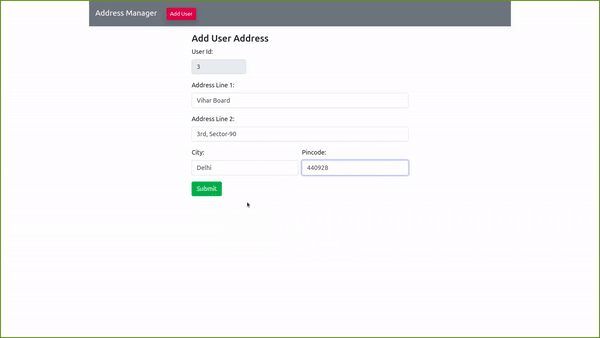 Address Manager Add User
Add User Address
User Id:
3
Address Line 1:
Vihar Board
Address Line 2:
3rd, Sector-90
City: Pincode:
Delhi 440928
Submit